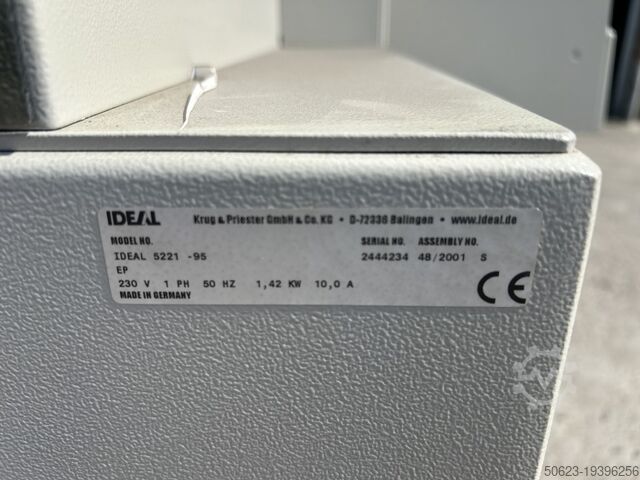 IDEAL Krug & Priester GmbH & Co. KG • D-72336 Balingen • www.ideal.de
MODEL NO. SERIAL NO. ASSEMBLY NO.
IDEAL 5221 -95 2444234 48/2001 S
EP
230 V 1 PH 50 HZ 1,42 KW 10,0 A
MADE IN GERMANY
CE
50623-19396256